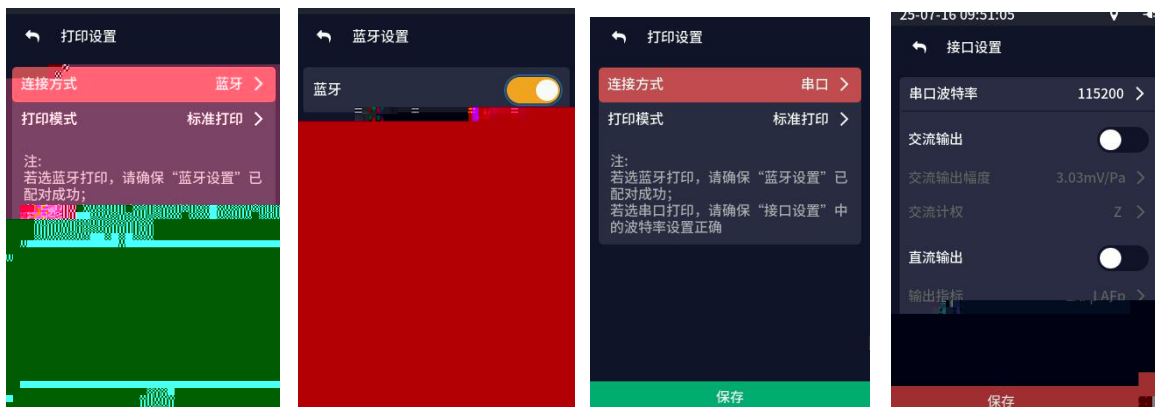 打印设置
连接方式 蓝牙
打印模式 标准打印
注:
若选蓝牙打印，请确保“蓝牙设置”已
配对成功;
蓝牙设置
蓝牙
打印设置
连接方式 串口
打印模式 标准打印
注:
若选蓝牙打印，请确保“蓝牙设置”已
配对成功;
若选串口打印，请确保“接口设置”中
的波特率设置正确
保存
25-07-16 09:51:05
接口设置
串口波特率 115200
交流输出
交流输出幅度 3.03mV/Pa
交流计权 Z
直流输出
输出指标 LAFp
保存